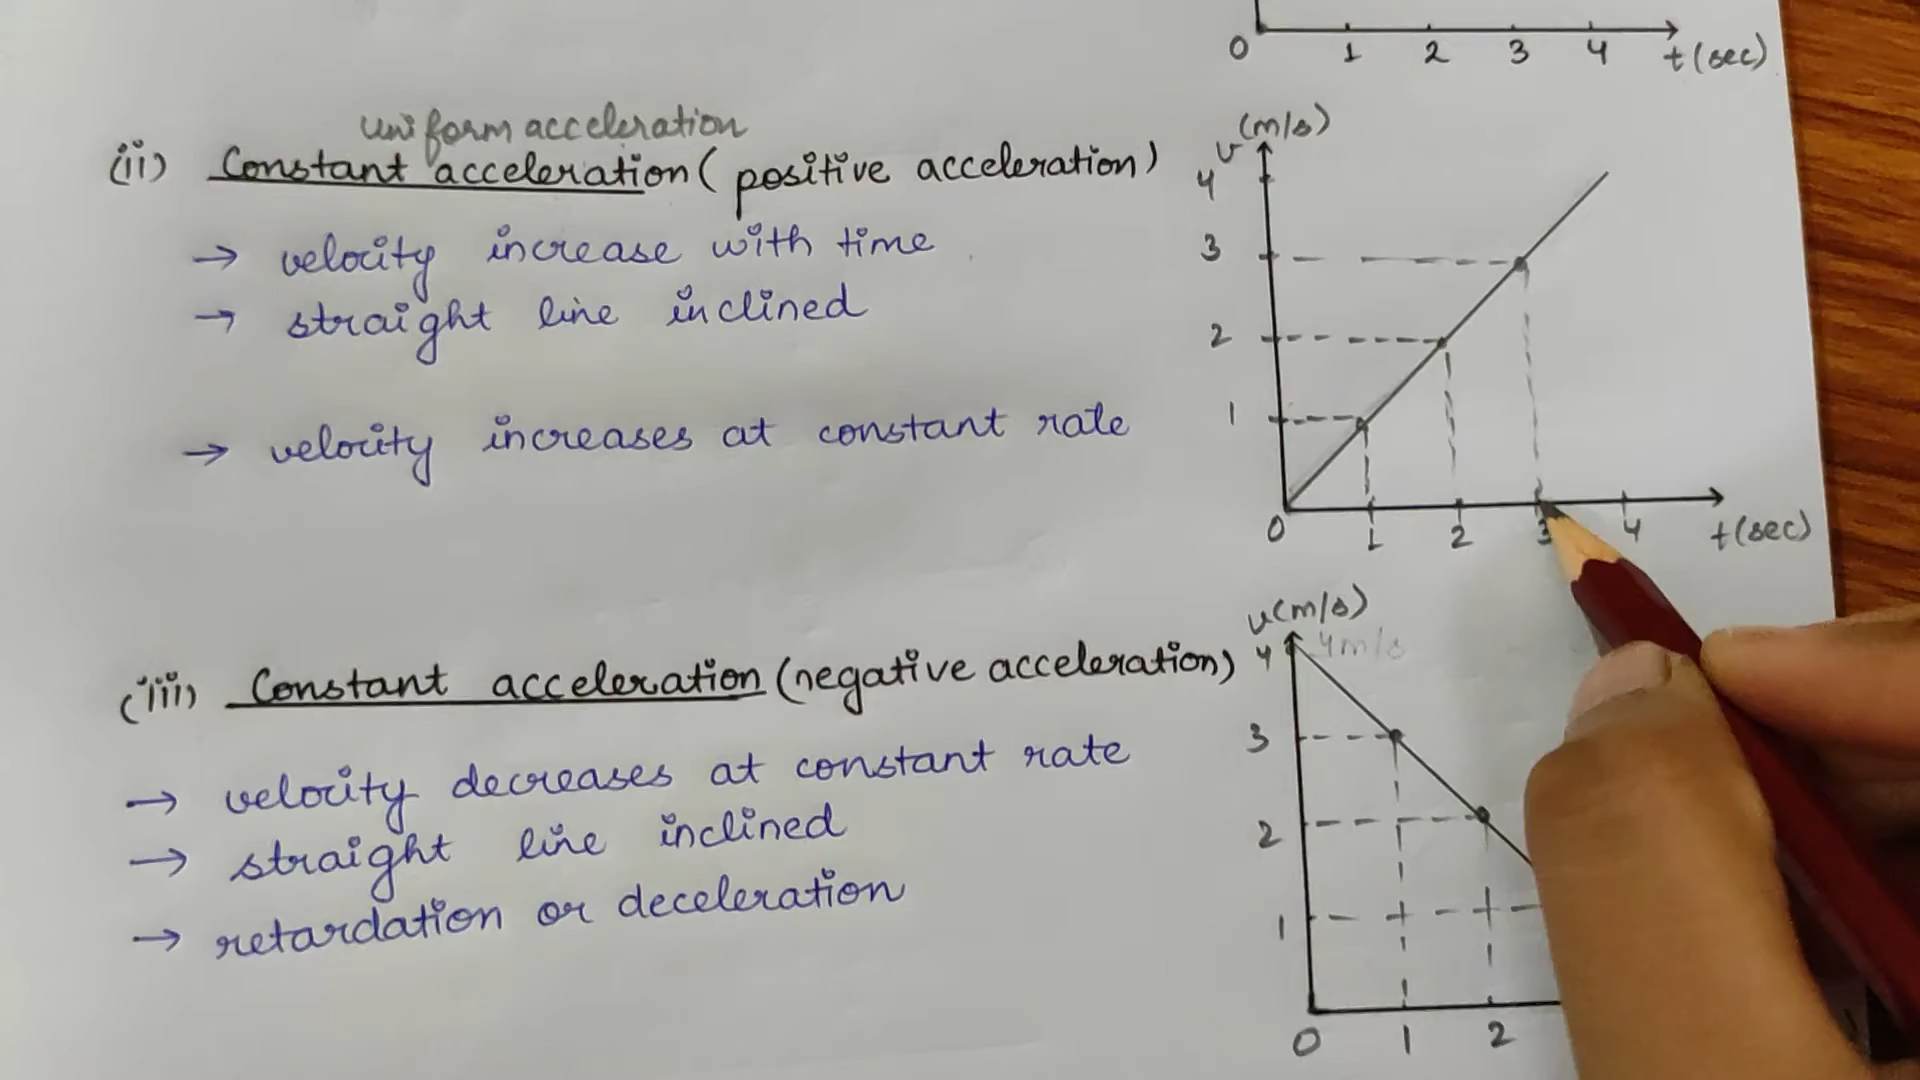 0 1 2 3 4 t(sec)
uniform acceleration
(ii) Constant acceleration (positive acceleration)
→ velocity increase with time
→ straight line inclined
→ velocity increases at constant rate
v (m/s)
4
3
2
1
0 1 2 3 4 t(sec)
(iii) Constant acceleration (negative acceleration)
→ velocity decreases at constant rate
→ straight line inclined
→ retardation or deceleration
v(m/s)
4 4m/s
3
2
1
0 1 2